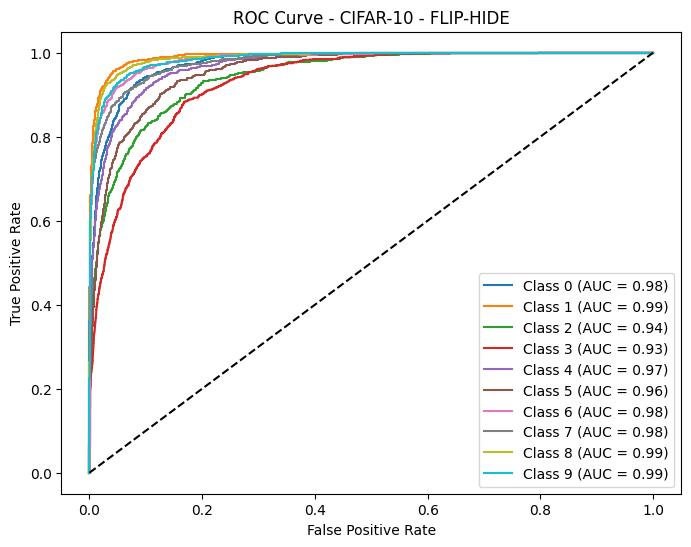 ROC Curve - CIFAR-10 - FLIP-HIDE
True Positive Rate
1.0
0.8
0.6
0.4
0.2
0.0
Class 0 (AUC = 0.98)
Class 1 (AUC = 0.99)
Class 2 (AUC = 0.94)
Class 3 (AUC = 0.93)
Class 4 (AUC = 0.97)
Class 5 (AUC = 0.96)
Class 6 (AUC = 0.98)
Class 7 (AUC = 0.98)
Class 8 (AUC = 0.99)
Class 9 (AUC = 0.99)
0.0 0.2 0.4 0.6 0.8 1.0
False Positive Rate